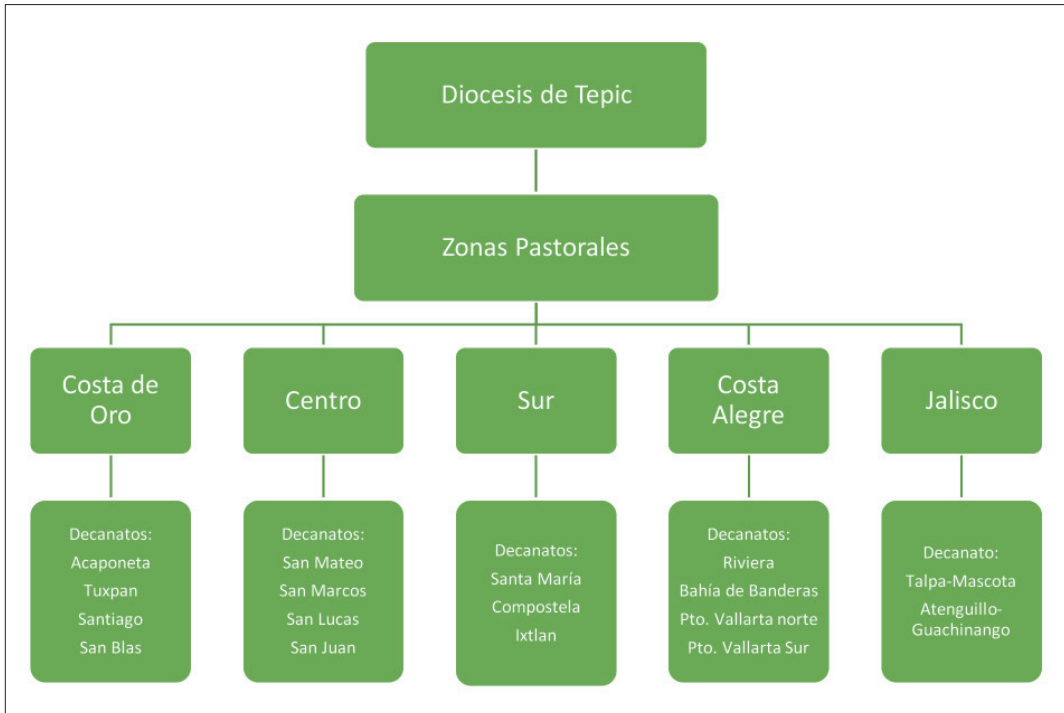 Diocesis de Tepic
Zonas Pastorales
Costa de
Oro
Centro
Sur
Costa
Alegre
Jalisco
Decanatos:
Acaponeta
Tuxpan
Santiago
San Blas
Decanatos:
San Mateo
San Marcos
San Lucas
San Juan
Decanatos:
Santa María
Compostela
Ixtlan
Decanatos:
Riviera
Bahía de Banderas
Pto. Vallarta norte
Pto. Vallarta Sur
Decanato:
Talpa-Mascota
Atenguillo-
Guachinango